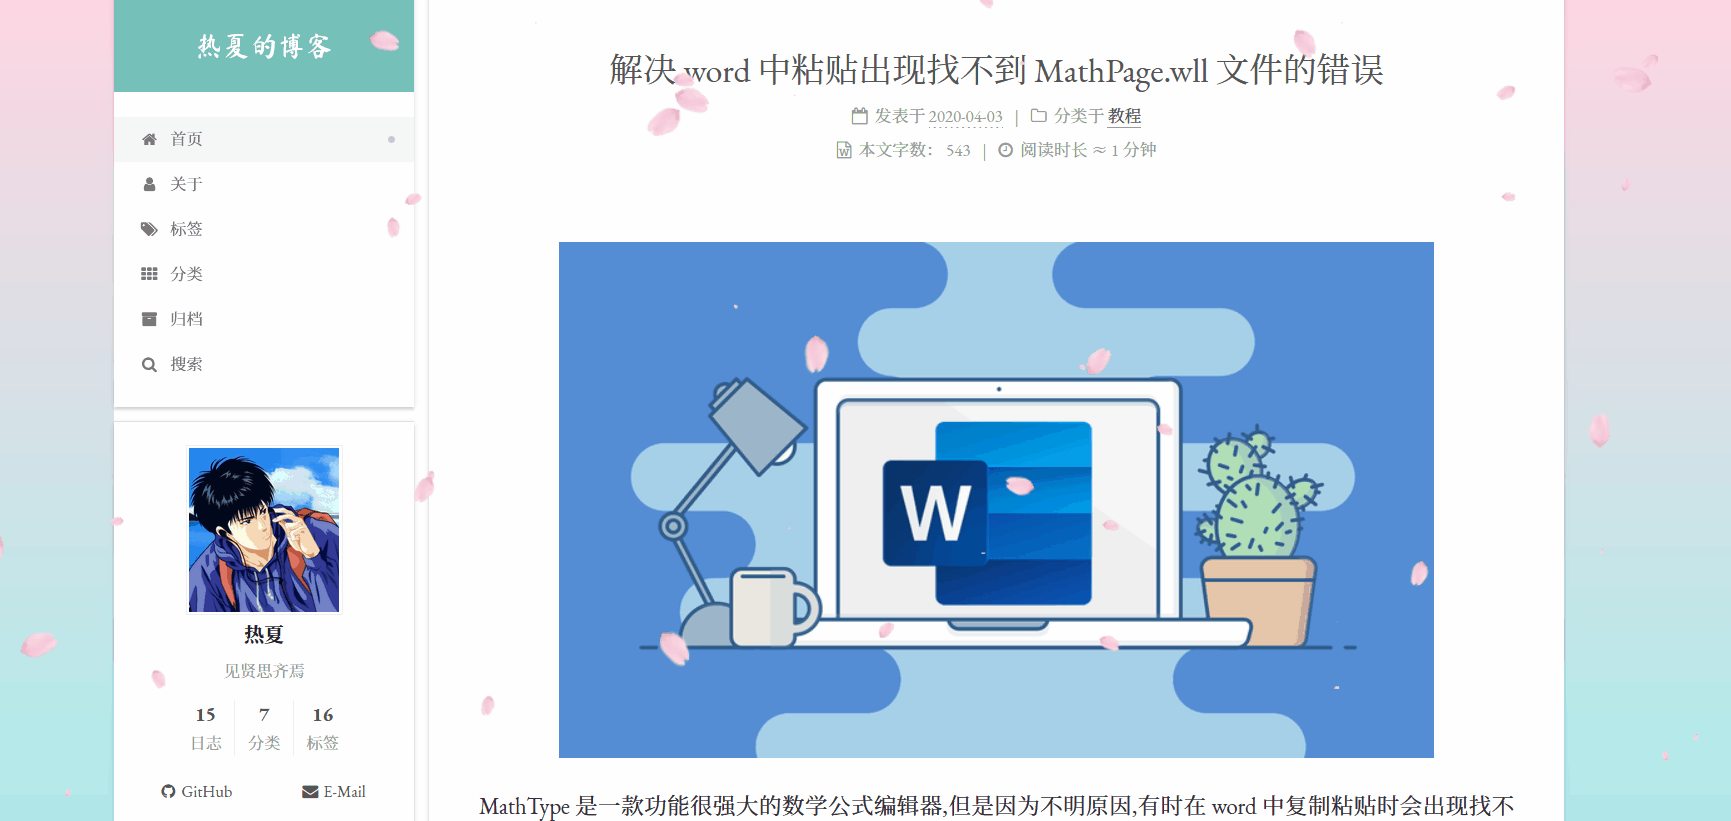 热夏的博客
首页
关于
标签
分类
归档
搜索
热夏
见贤思齐焉
15 7 16
日志 分类 标签
GitHub E-Mail
解决 word 中粘贴出现找不到 MathPage.wll 文件的错误
发表于 2020-04-03 | 分类于 教程
本文字数： 543 | 阅读时长 ≈ 1 分钟
W
MathType 是一款功能很强大的数学公式编辑器,但是因为不明原因,有时在 word 中复制粘贴时会出现找不